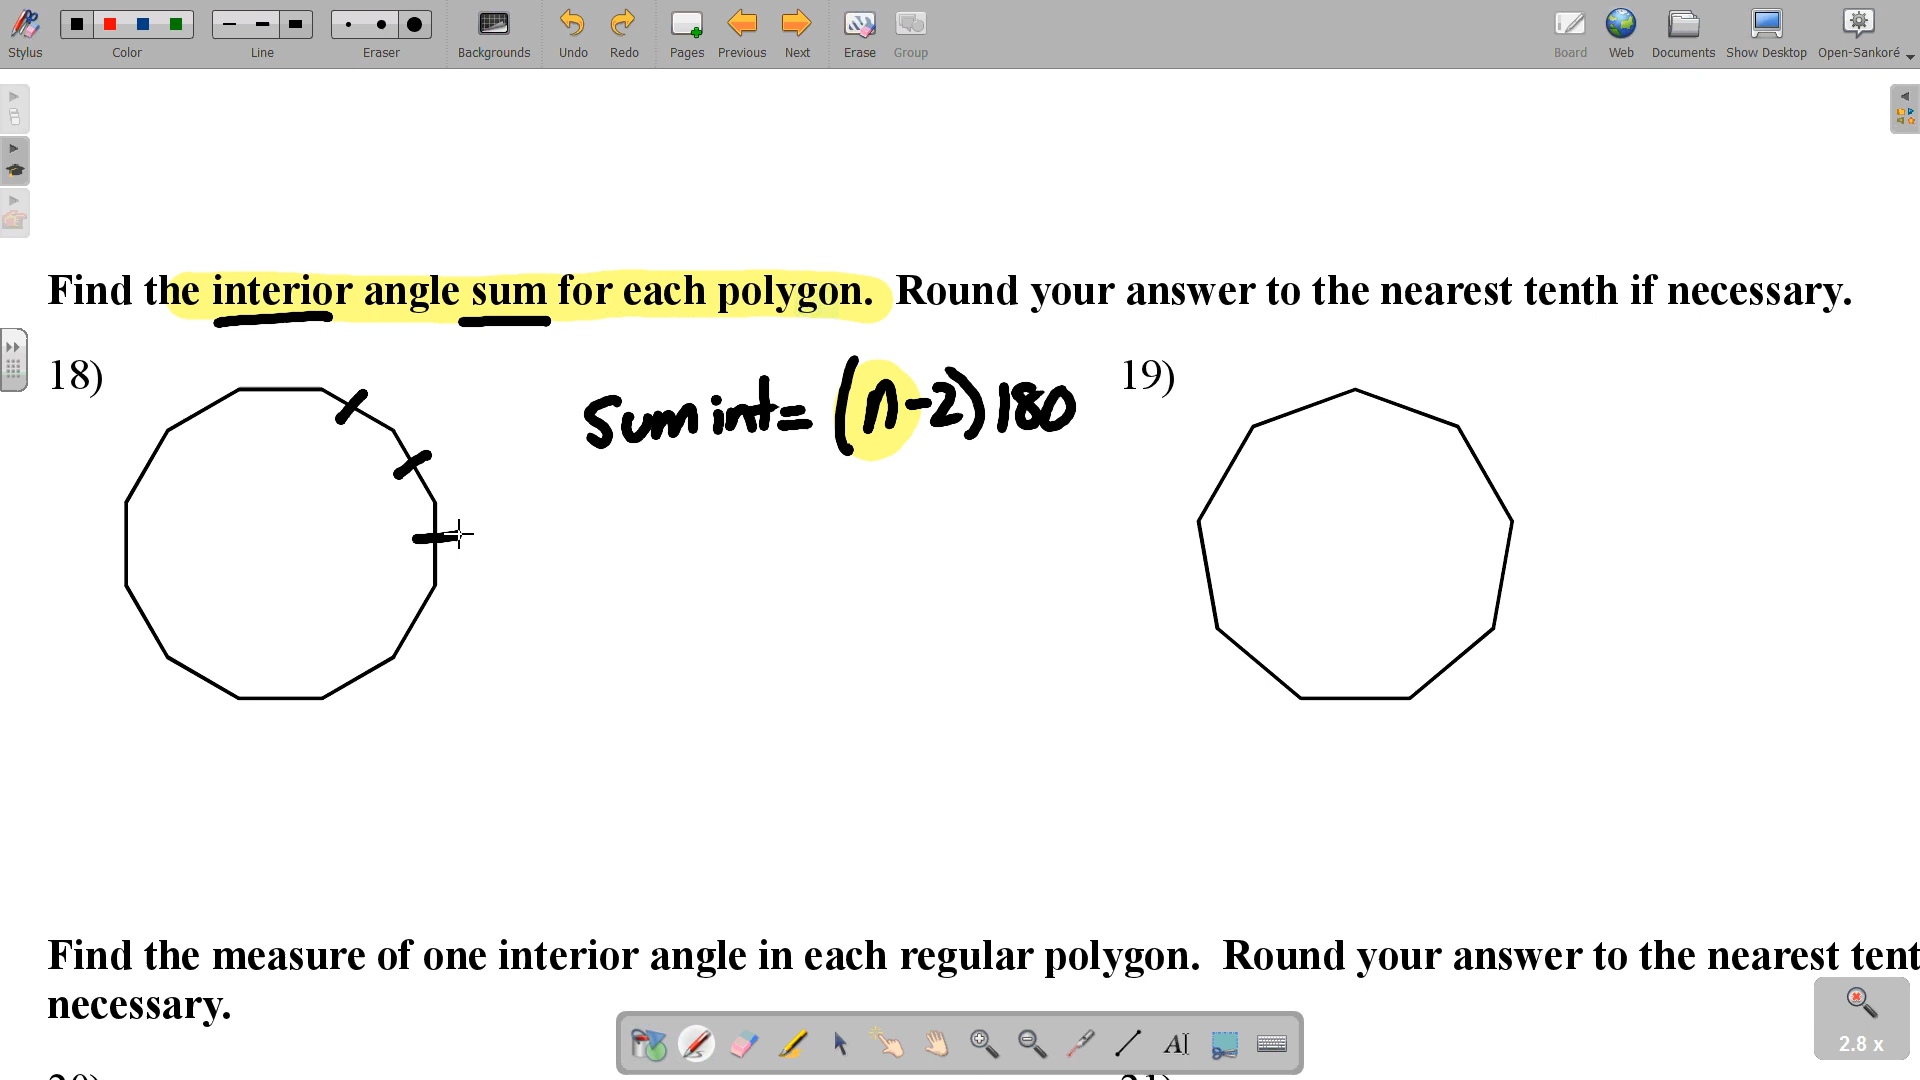 Stylus Color Line Eraser Backgrounds Undo Redo Pages Previous Next Erase Group Board Web Documents Show Desktop Open-Sankoré
Find the interior angle sum for each polygon. Round your answer to the nearest tenth if necessary.
18)
sum int = (n-2) 180
19)
Find the measure of one interior angle in each regular polygon. Round your answer to the nearest tent
necessary.
AI
2.8 x